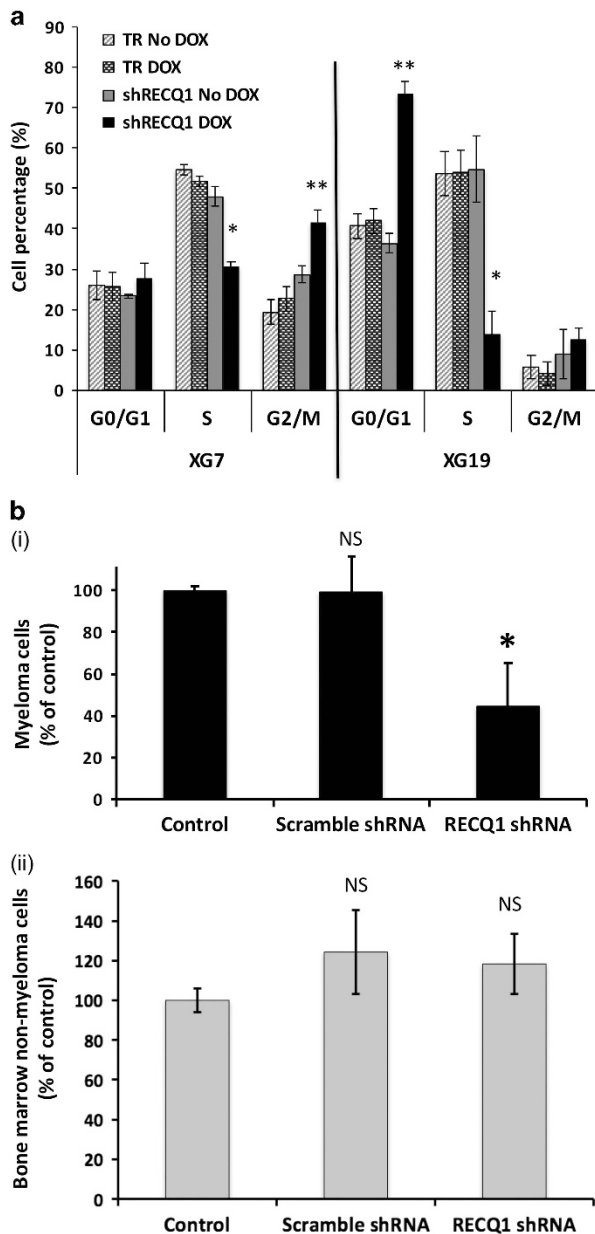 a
90
80
70
60
50
40
30
20
10
0
Cell percentage (%)
TR No DOX
TR DOX
shRECQ1 No DOX
shRECQ1 DOX
*
**
**
*
G0/G1 S G2/M G0/G1 S G2/M
XG7 XG19
b
(i)
100
80
60
40
20
0
Myeloma cells
(% of control)
NS
*
Control Scramble shRNA RECQ1 shRNA
(ii)
160
140
120
100
80
60
40
20
0
Bone marrow non-myeloma cells
(% of control)
NS
NS
Control Scramble shRNA RECQ1 shRNA